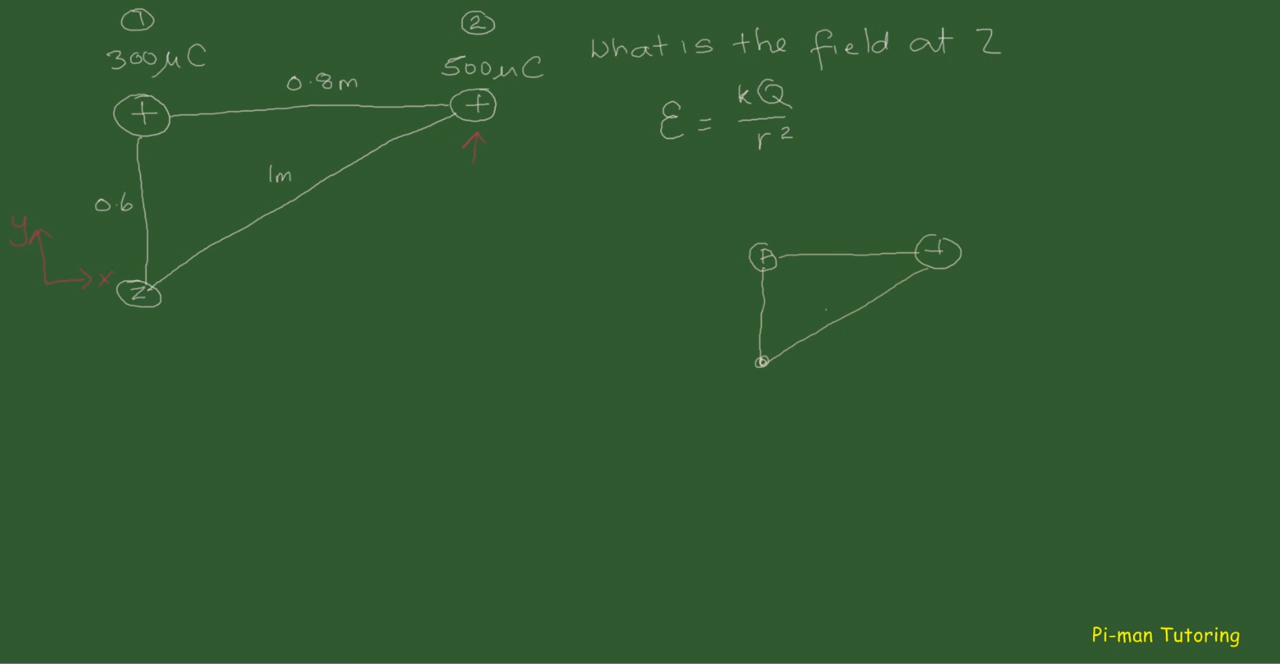 ① ②
300μC 500μC
What is the field at Z
0.8m
+ +
ε = kQ / r²
1m
0.6
y
x
Z
+
Pi-man Tutoring